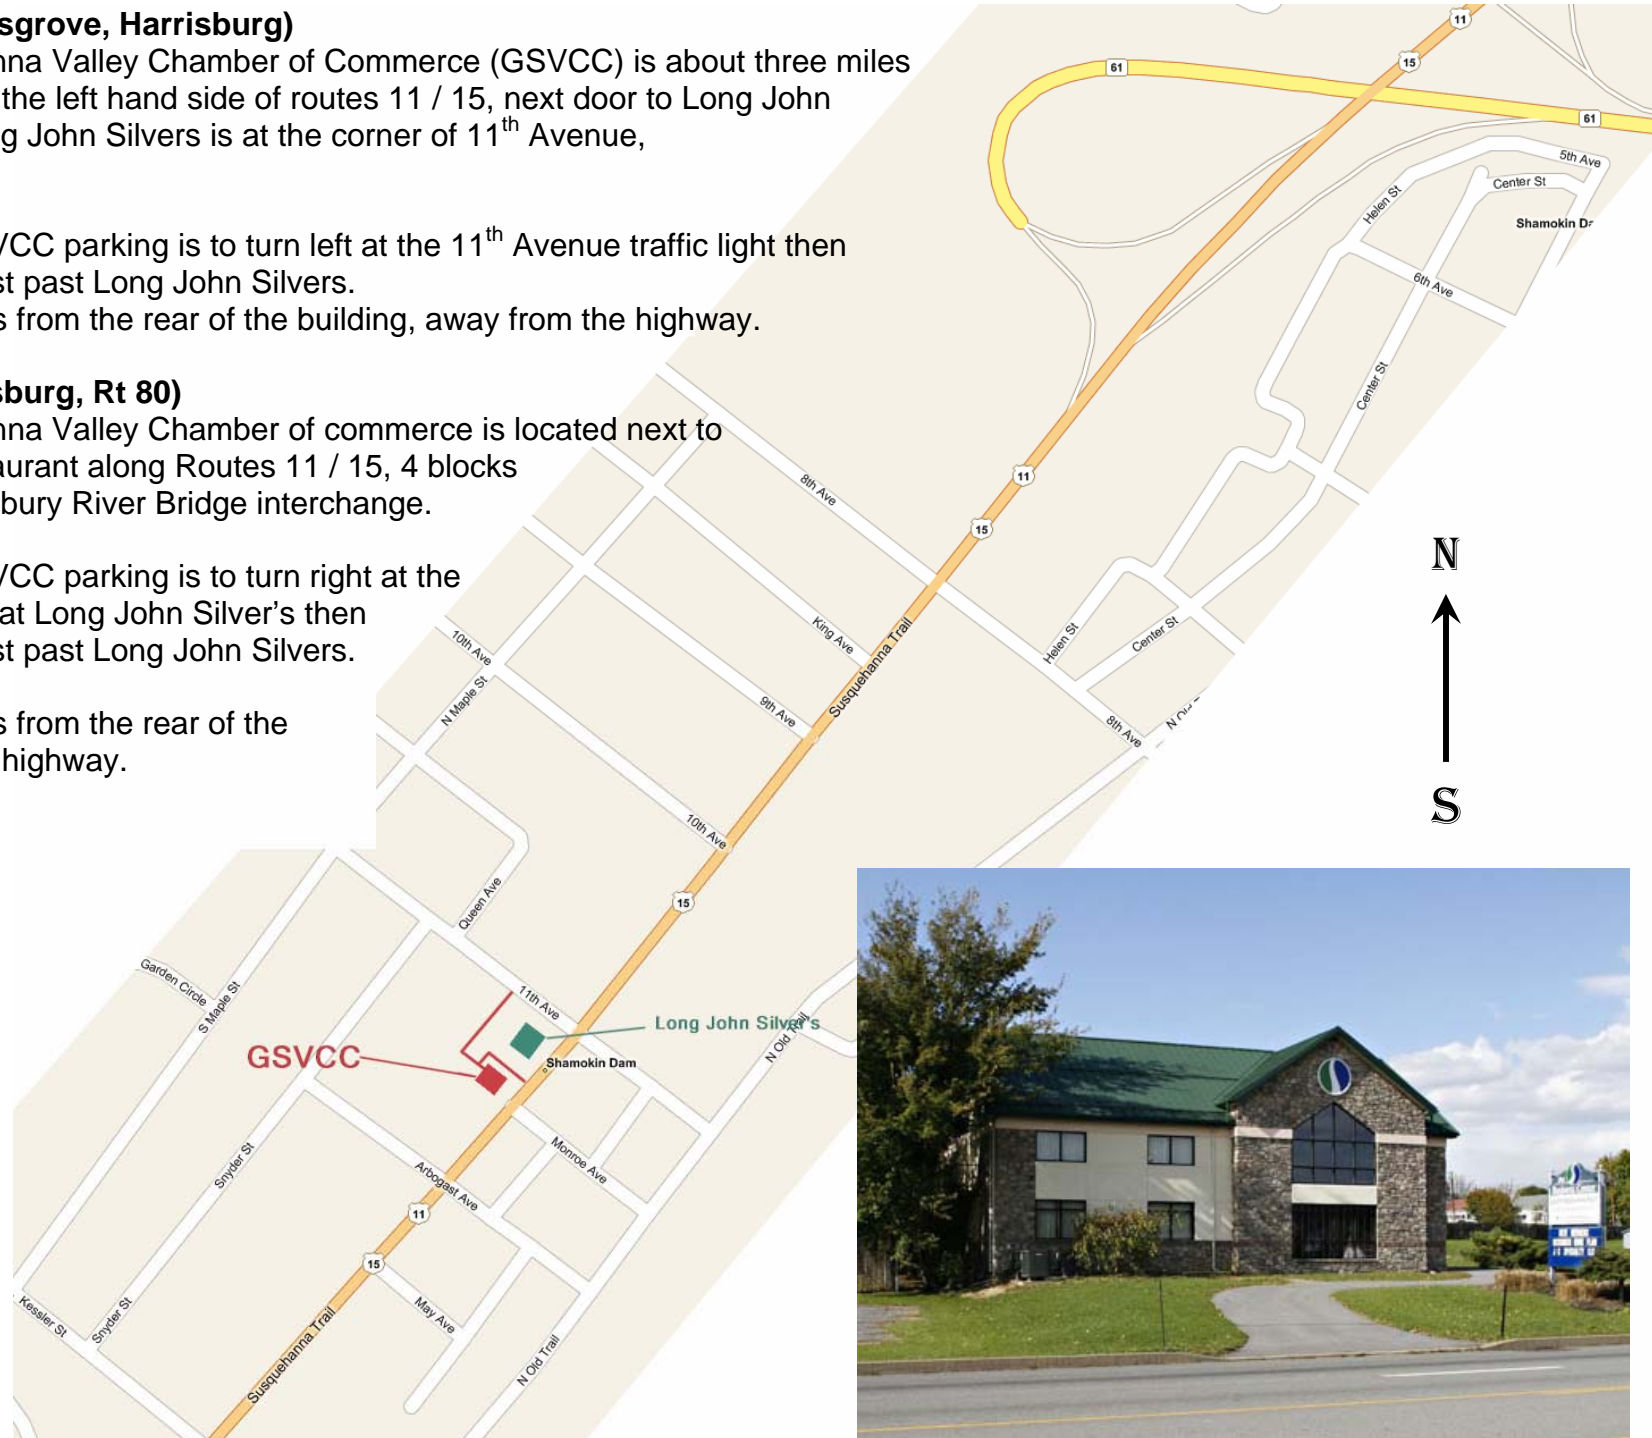 sgrove, Harrisburg)
nna Valley Chamber of Commerce (GSVCC) is about three miles
the left hand side of routes 11 / 15, next door to Long John
g John Silvers is at the corner of 11th Avenue,
VCC parking is to turn left at the 11th Avenue traffic light then
st past Long John Silvers.
s from the rear of the building, away from the highway.
sburg, Rt 80)
nna Valley Chamber of commerce is located next to
aurant along Routes 11 / 15, 4 blocks
bury River Bridge interchange.
VCC parking is to turn right at the
at Long John Silver's then
st past Long John Silvers.
s from the rear of the
highway.
11
15
61
61
5th Ave
Center St
Helen St
Shamokin Da
6th Ave
Center St
8th Ave
11
15
N
S
King Ave
Susquehanna Trail
Helen St
Center St
10th Ave
N Maple St
9th Ave
8th Ave
10th Ave
15
Queen Ave
Garden Circle
S Maple St
11th Ave
Long John Silver's
N Old Trail
GSVCC
Shamokin Dam
Snyder St
Monroe Ave
Arbogast Ave
11
15
May Ave
Kessler St
Snyder St
Susquehanna Trail
N Old Trail